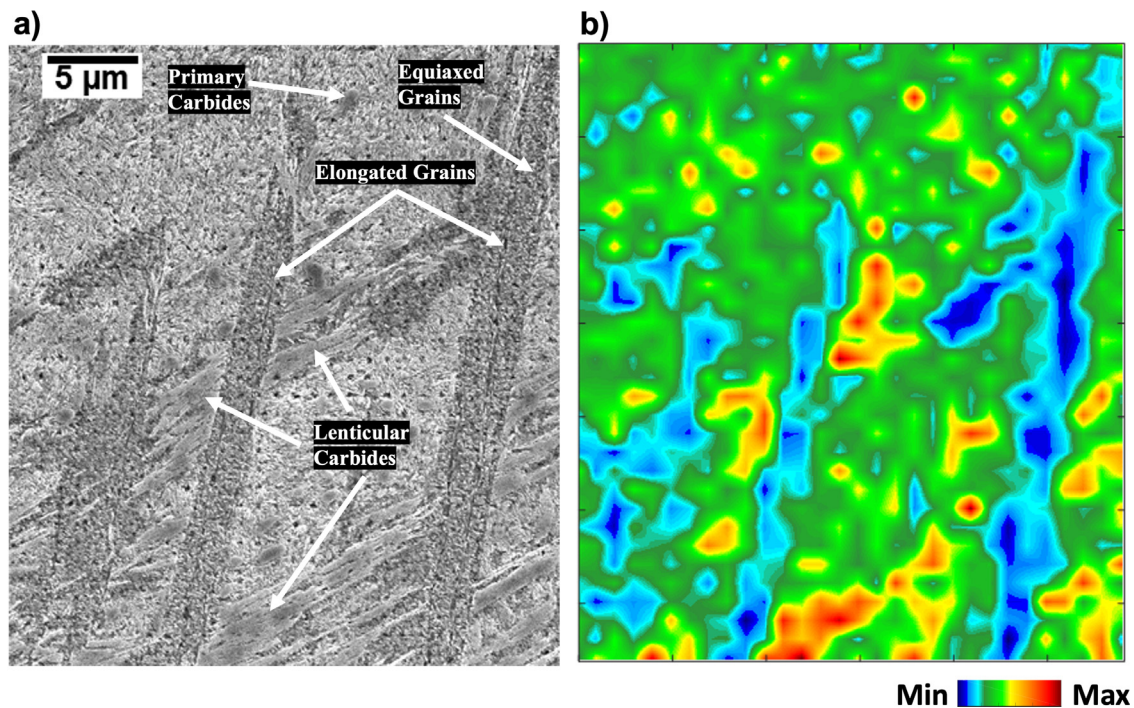 a)
b)
5 µm
Primary
Carbides
Equiaxed
Grains
Elongated Grains
Lenticular
Carbides
Min
Max